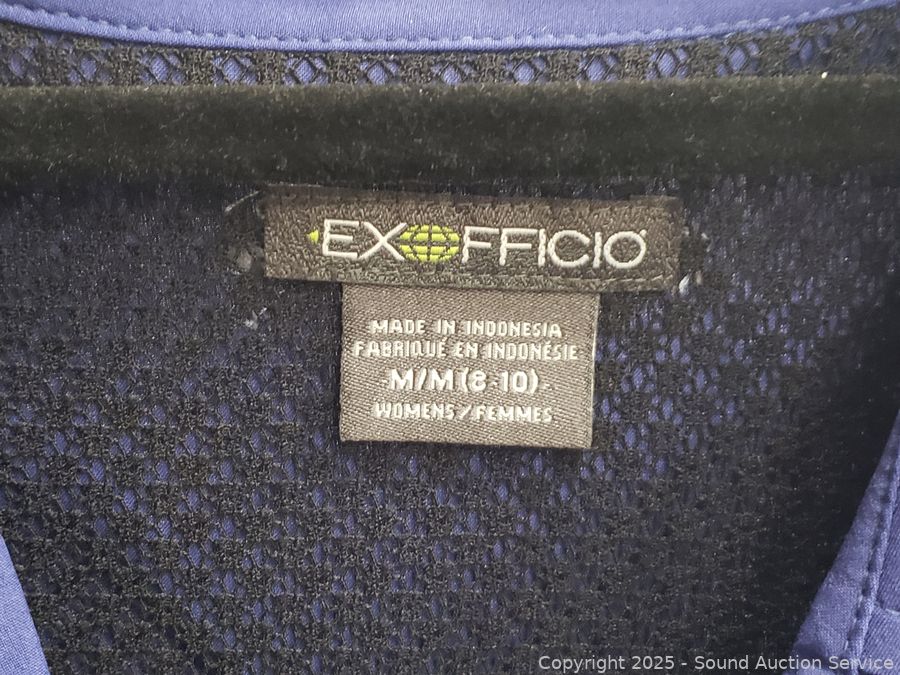 EXOFFICIO
MADE IN INDONESIA
FABRIQUÉ EN INDONÉSIE
M/M (8-10)
WOMENS/FEMMES
Copyright 2025 - Sound Auction Service